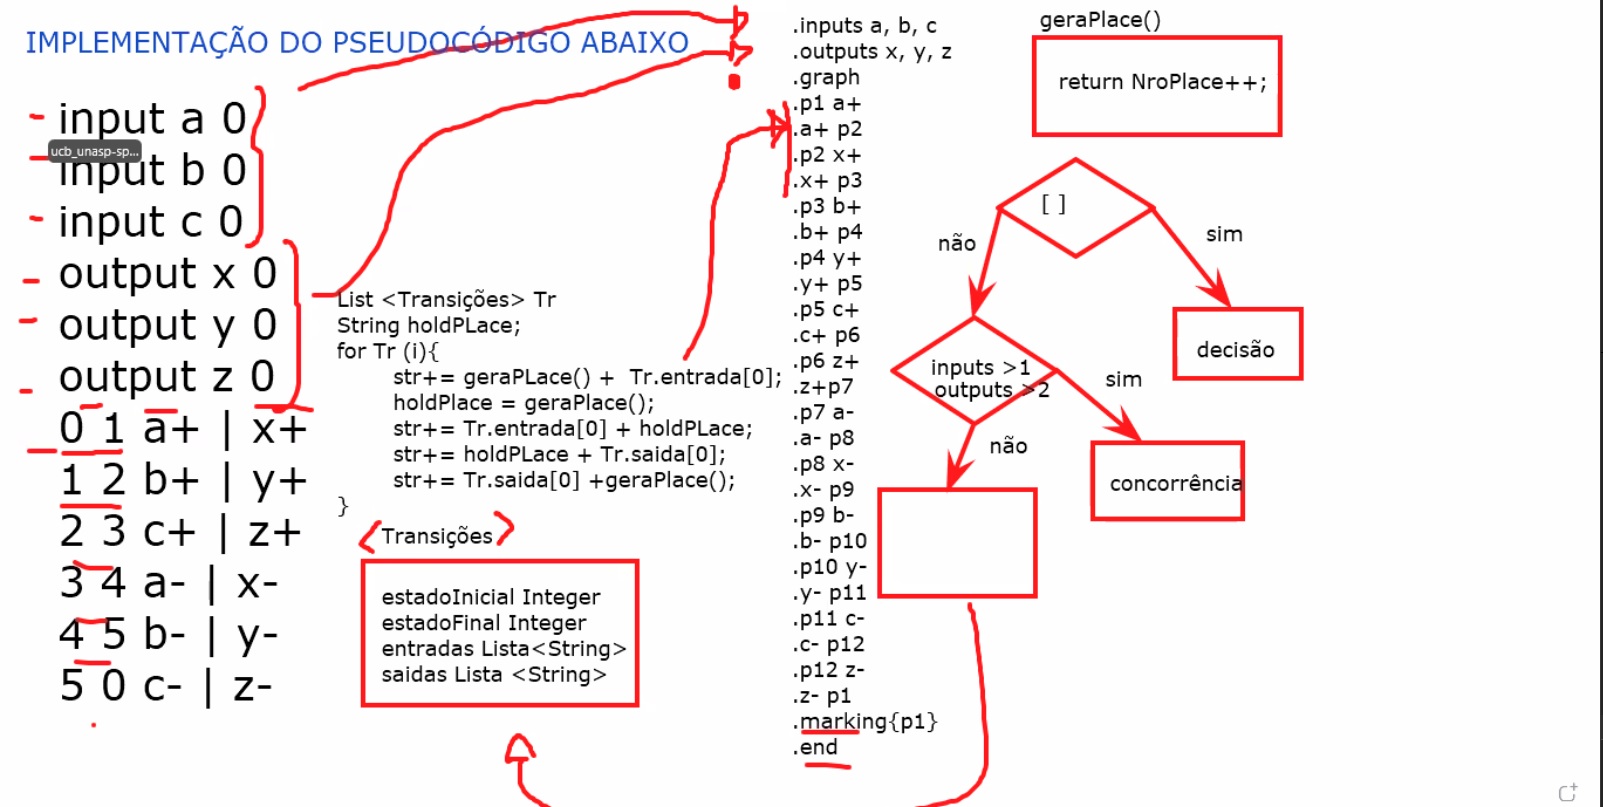 IMPLEMENTAÇÃO DO PSEUDOCÓDIGO ABAIXO
input a 0
ucb_unasp-sp...
input b 0
input c 0
output x 0
output y 0
output z 0
0 1 a+ | x+
1 2 b+ | y+
2 3 c+ | z+
3 4 a- | x-
4 5 b- | y-
5 0 c- | z-
List <Transições> Tr
String holdPLace;
for Tr (i){
str+= geraPLace() + Tr.entrada[0];
holdPlace = geraPlace();
str+= Tr.entrada[0] + holdPLace;
str+= holdPLace + Tr.saida[0];
str+= Tr.saida[0] +geraPlace();
}
Transições
estadoInicial Integer
estadoFinal Integer
entradas Lista<String>
saidas Lista <String>
.inputs a, b, c
.outputs x, y, z
.graph
.p1 a+
.a+ p2
.p2 x+
.x+ p3
.p3 b+
.b+ p4
.p4 y+
.y+ p5
.p5 c+
.c+ p6
.p6 z+
.z+p7
.p7 a-
.a- p8
.p8 x-
.x- p9
.p9 b-
.b- p10
.p10 y-
.y- p11
.p11 c-
.c- p12
.p12 z-
.z- p1
.marking{p1}
.end
geraPlace()
return NroPlace++;
[ ]
não
sim
decisão
inputs >1
outputs >2
sim
não
concorrência